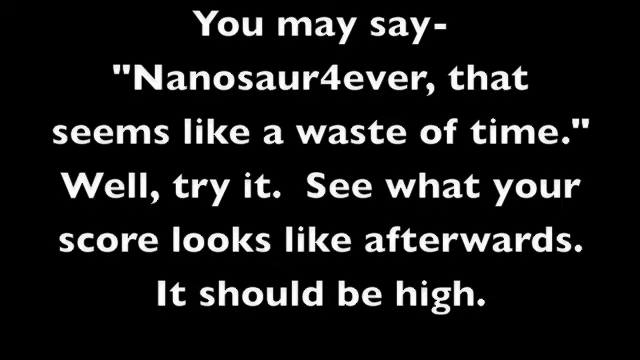 You may say-
"Nanosaur4ever, that
seems like a waste of time."
Well, try it.  See what your
score looks like afterwards.
It should be high.